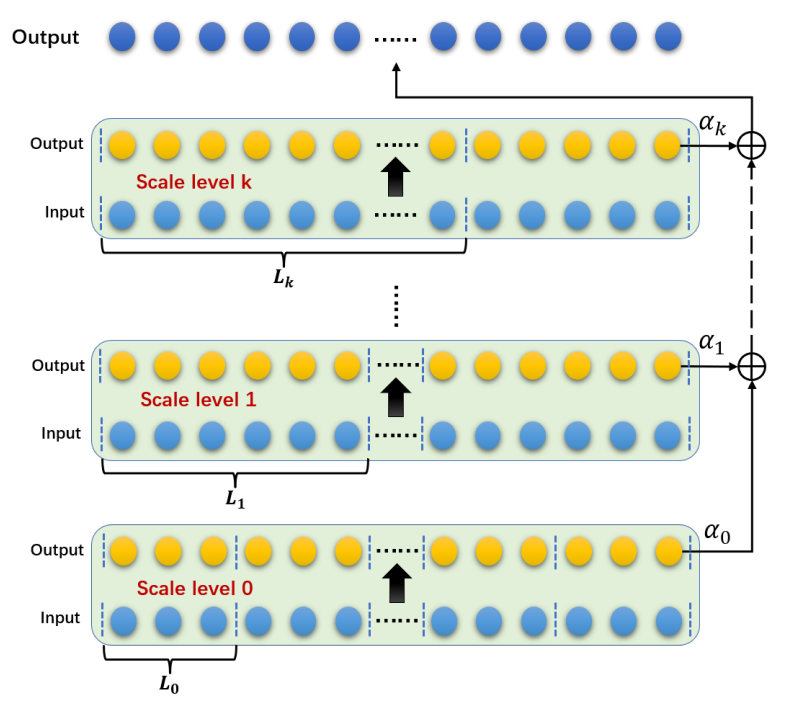 Output
Output
α_k
Scale level k
Input
L_k
α_1
Output
Scale level 1
Input
L_1
α_0
Output
Scale level 0
Input
L_0